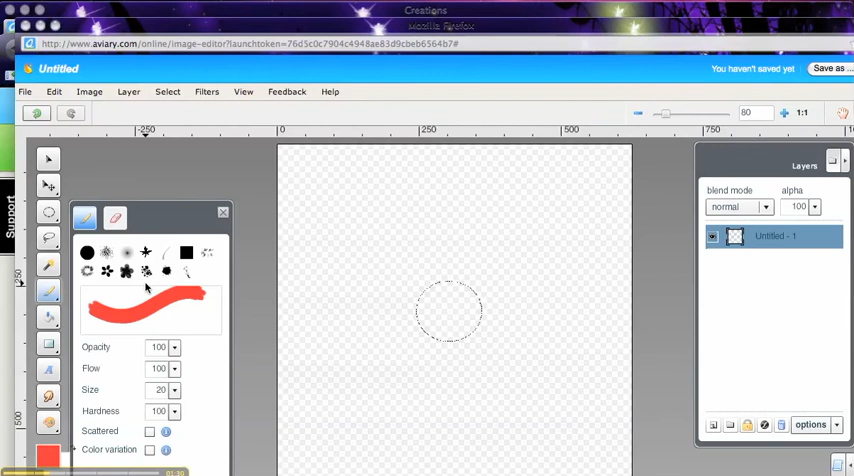 Creations
Mozilla Firefox
http://www.aviary.com/online/image-editor?launchtoken=76d5c0c7904c4948ae83d9cbeb6564b7#
Untitled
You haven't saved yet
Save as ...
File Edit Image Layer Select Filters View Feedback Help
80
1:1
-250 0 250 500 750
Layers
blend mode alpha
normal 100
Untitled - 1
Support
250
Opacity 100
Flow 100
Size 20
Hardness 100
Scattered
Color variation
500
A
options
01:30